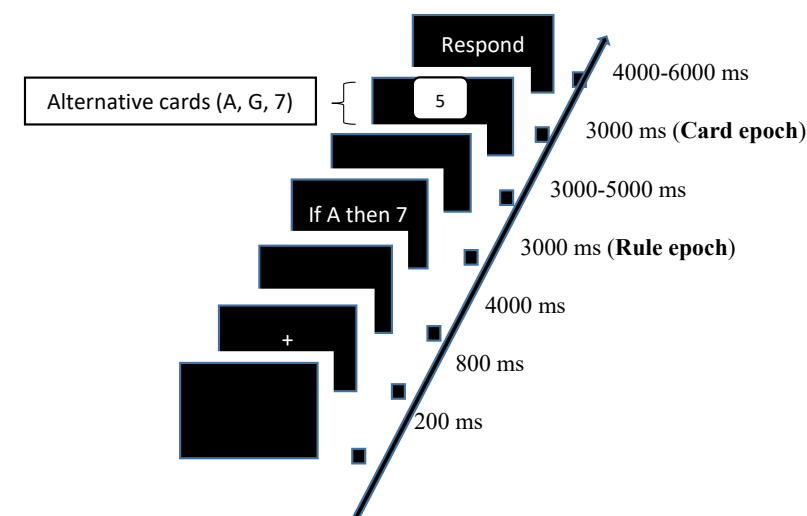 Respond
4000-6000 ms
Alternative cards (A, G, 7)
5
3000 ms (Card epoch)
3000-5000 ms
If A then 7
3000 ms (Rule epoch)
4000 ms
+
800 ms
200 ms